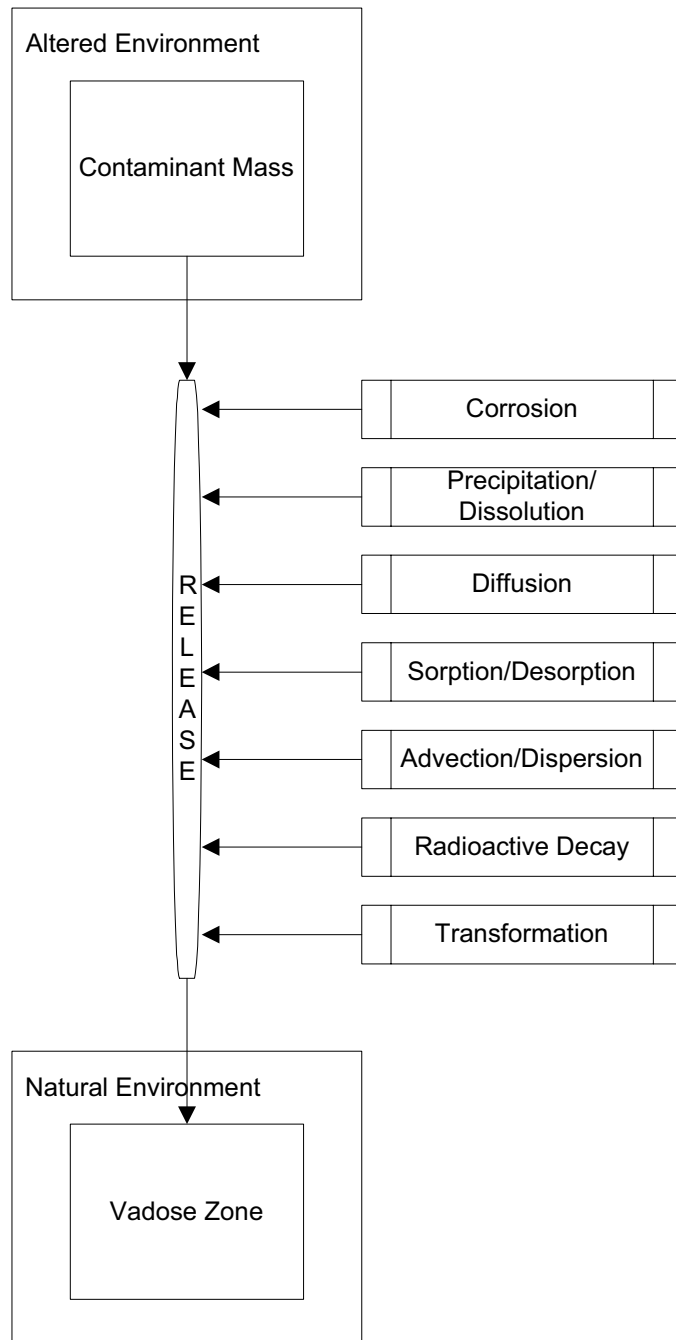 Altered Environment
Contaminant Mass
Corrosion
Precipitation/
Dissolution
Diffusion
Sorption/Desorption
Advection/Dispersion
Radioactive Decay
Transformation
R
E
L
E
A
S
E
Natural Environment
Vadose Zone